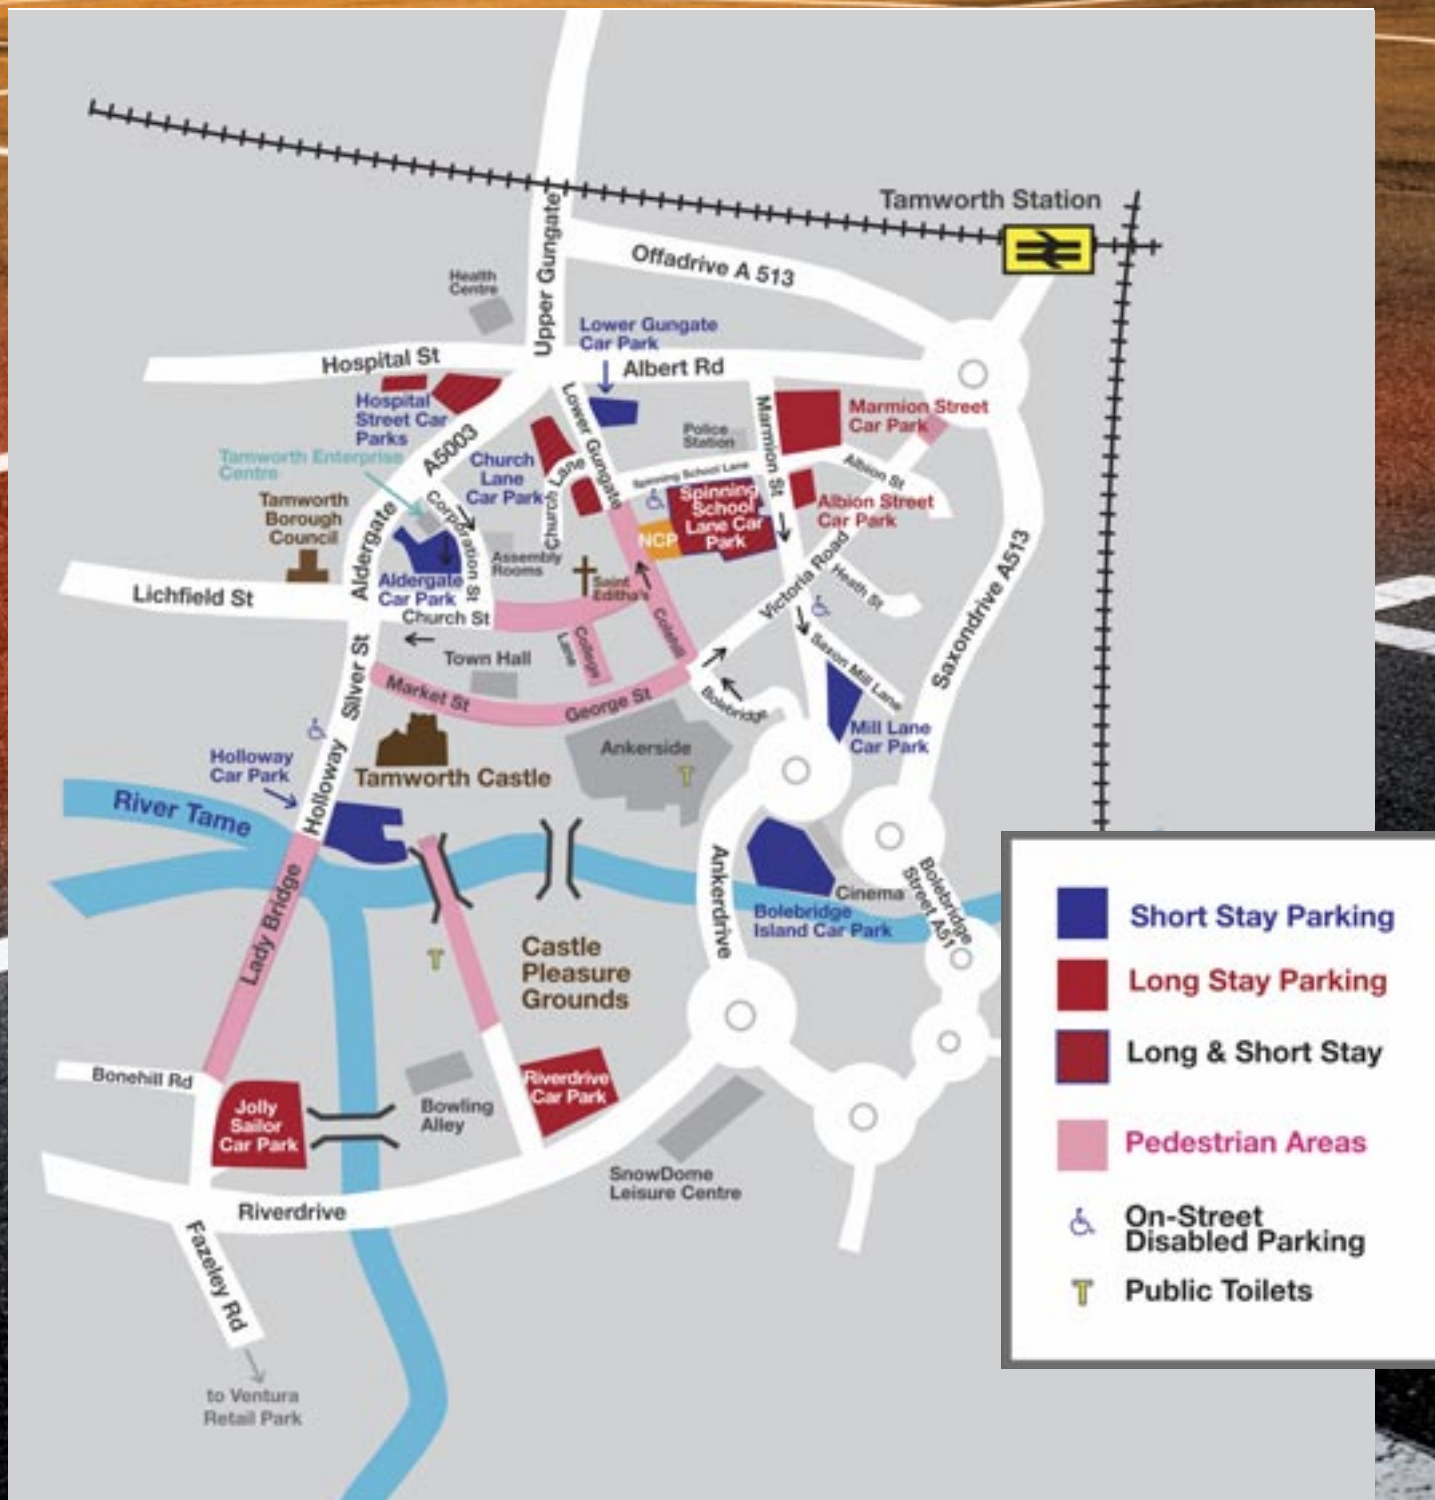 Tamworth Station
Upper Gungate
Offadrive A 513
Health
Centre
Lower Gungate
Car Park
Hospital St
Albert Rd
Hospital
Street Car
Parks
A5003
Lower Gungate
Marmion St
Marmion Street
Car Park
Police
Station
Tamworth Enterprise
Centre
Church
Lane
Car Park
Church Lane
Spinning School Lane
Albion St
Tamworth
Borough
Council
Aldergate
Corporation St
Spinning
School
Lane Car
Park
Albion Street
Car Park
NCP
Assembly
Rooms
Saint
Editha's
Aldergate
Car Park
Lichfield St
Church St
Victoria Road
Heath St
Saxondrive A513
Colehill
College
Lane
Town Hall
Silver St
Market St
George St
Bolebridge
Saxon Mill Lane
Mill Lane
Car Park
Ankerside
T
Holloway
Car Park
Holloway
Tamworth Castle
River Tame
Ankerdrive
Cinema
Bolebridge
Island Car Park
Bolebridge
Street A51
Lady Bridge
T
Castle
Pleasure
Grounds
Bonehill Rd
Jolly
Sailor
Car Park
Bowling
Alley
Riverdrive
Car Park
SnowDome
Leisure Centre
Riverdrive
Fazeley Rd
to Ventura
Retail Park
Short Stay Parking
Long Stay Parking
Long & Short Stay
Pedestrian Areas
On-Street
Disabled Parking
T Public Toilets